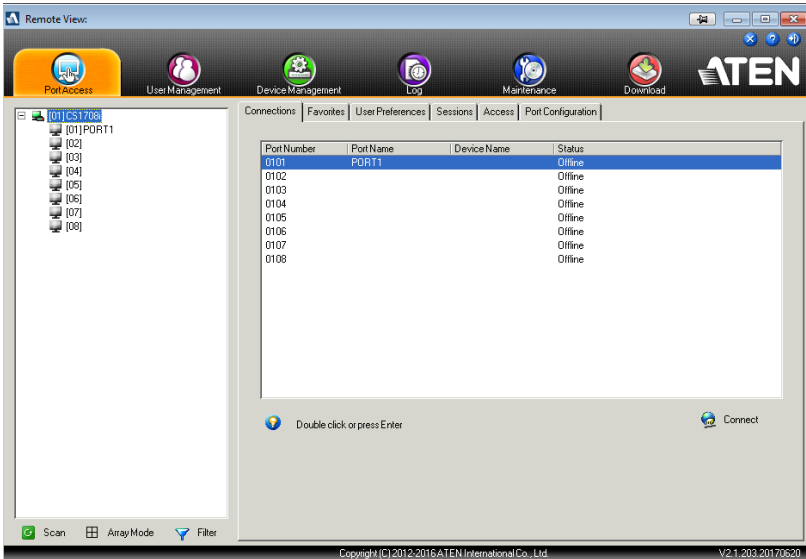 Remote View:
ATEN
Port Access
User Management
Device Management
Log
Maintenance
Download
[01]CS1708i
[01]PORT1
[02]
[03]
[04]
[05]
[06]
[07]
[08]
Connections Favorites User Preferences Sessions Access Port Configuration
Port Number Port Name Device Name Status
0101 PORT1 Offline
0102 Offline
0103 Offline
0104 Offline
0105 Offline
0106 Offline
0107 Offline
0108 Offline
Double click or press Enter
Connect
Scan Array Mode Filter
Copyright (C) 2012-2016 ATEN International Co., Ltd.
V2.1.203.20170620